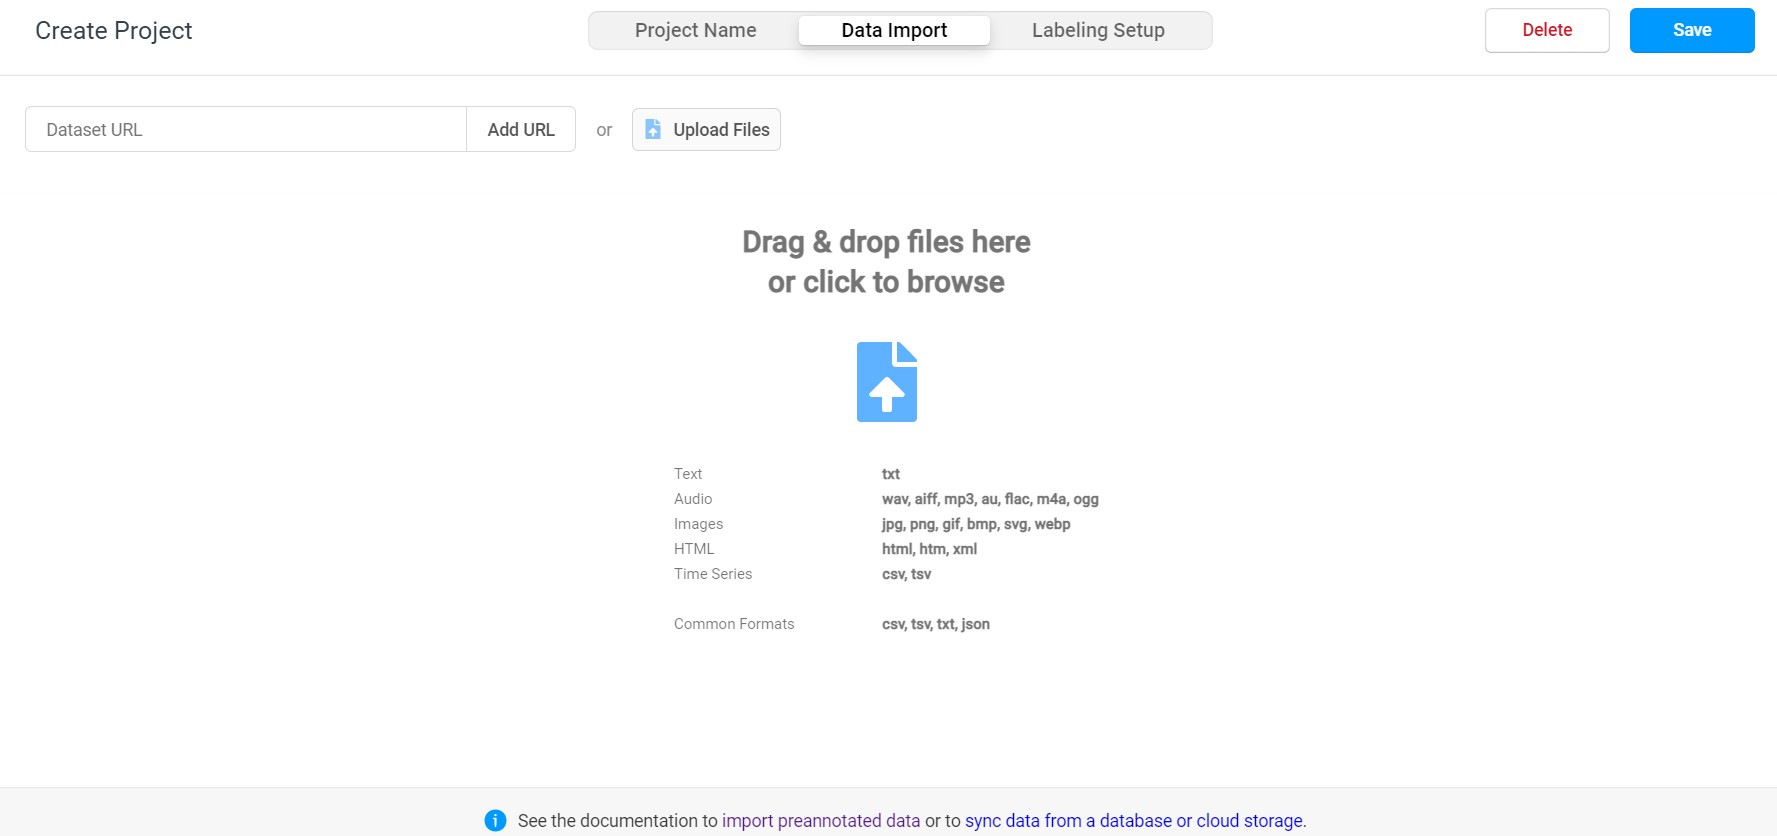 Create Project
Project Name
Data Import
Labeling Setup
Delete
Save
Dataset URL
Add URL
or
Upload Files
Drag & drop files here
or click to browse
Text txt
Audio wav, aiff, mp3, au, flac, m4a, ogg
Images jpg, png, gif, bmp, svg, webp
HTML html, htm, xml
Time Series csv, tsv
Common Formats csv, tsv, txt, json
See the documentation to import preannotated data or to sync data from a database or cloud storage.